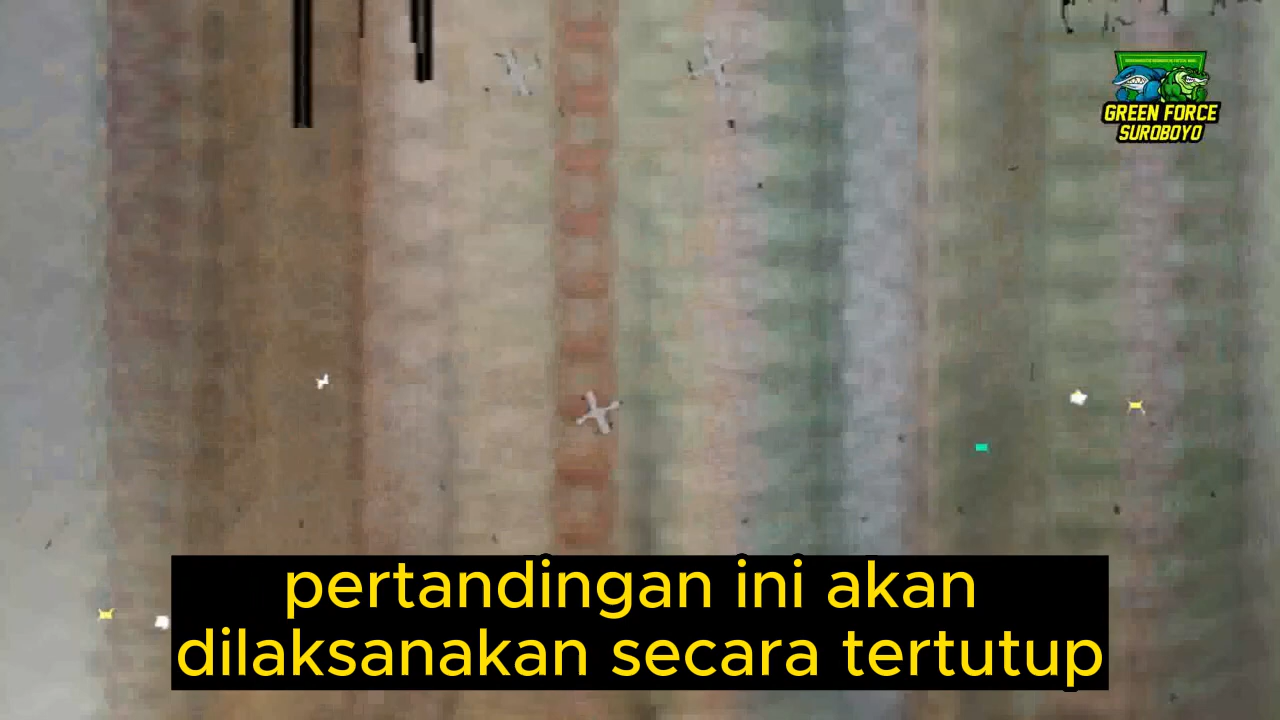 GREEN FORCE
SUROBOYO
pertandingan ini akan
dilaksanakan secara tertutup